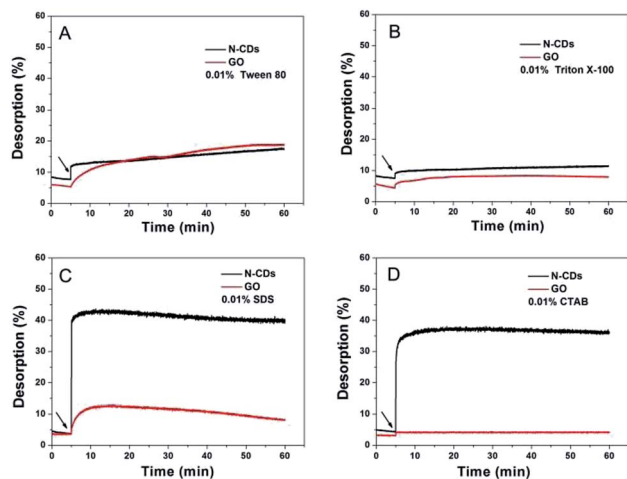 A
N-CDs
GO
0.01% Tween 80
Desorption (%)
60
50
40
30
20
10
0
0 10 20 30 40 50 60
Time (min)
B
N-CDs
GO
0.01% Triton X-100
Desorption (%)
60
50
40
30
20
10
0
0 10 20 30 40 50 60
Time (min)
C
N-CDs
GO
0.01% SDS
Desorption (%)
60
50
40
30
20
10
0
0 10 20 30 40 50 60
Time (min)
D
N-CDs
GO
0.01% CTAB
Desorption (%)
60
50
40
30
20
10
0
0 10 20 30 40 50 60
Time (min)